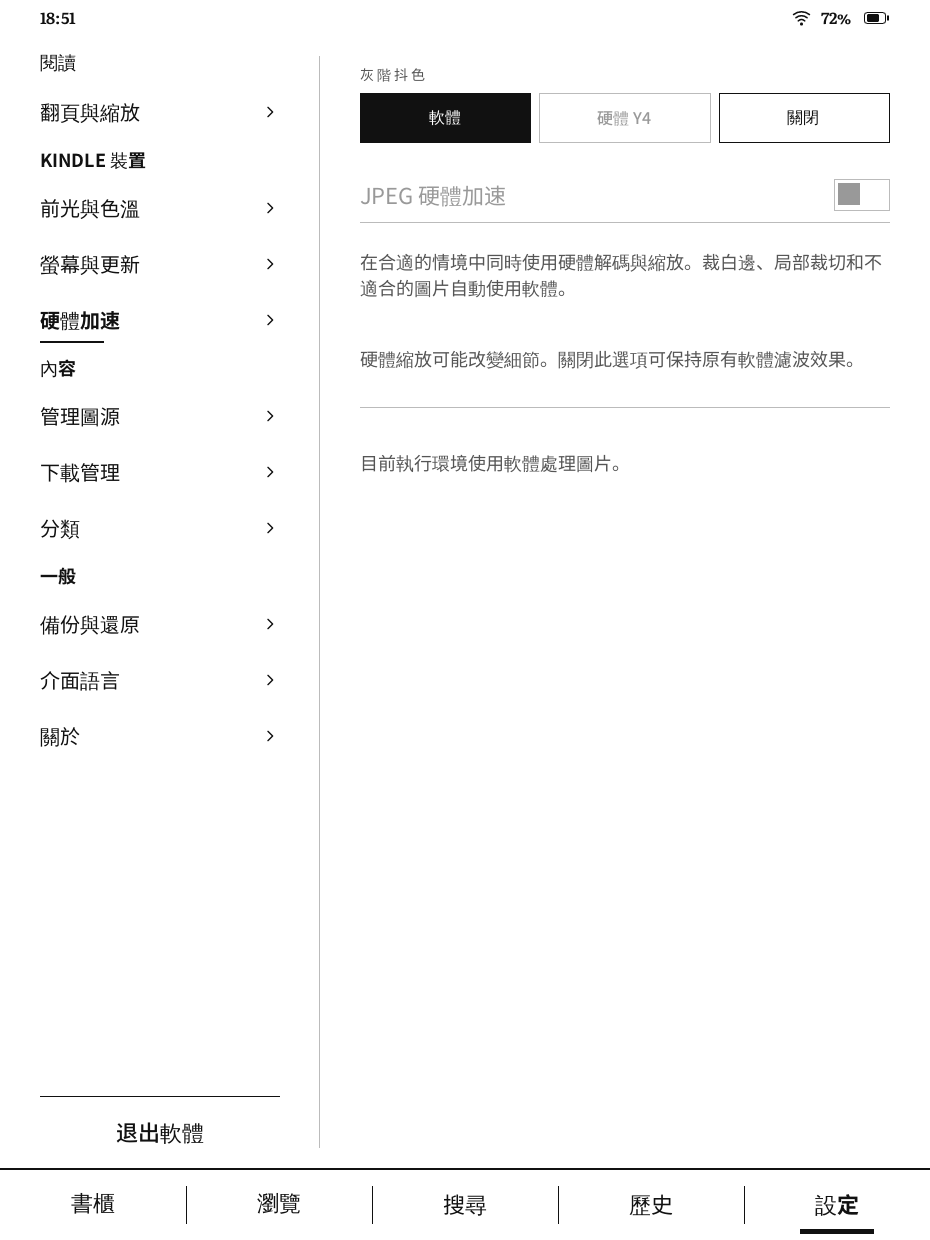 18:51
72%
閱讀
翻頁與縮放
KINDLE 裝置
前光與色溫
螢幕與更新
硬體加速
內容
管理圖源
下載管理
分類
一般
備份與還原
介面語言
關於
退出軟體
灰階抖色
軟體
硬體 Y4
關閉
JPEG 硬體加速
在合適的情境中同時使用硬體解碼與縮放。裁白邊、局部裁切和不
適合的圖片自動使用軟體。
硬體縮放可能改變細節。關閉此選項可保持原有軟體濾波效果。
目前執行環境使用軟體處理圖片。
書櫃
瀏覽
搜尋
歷史
設定